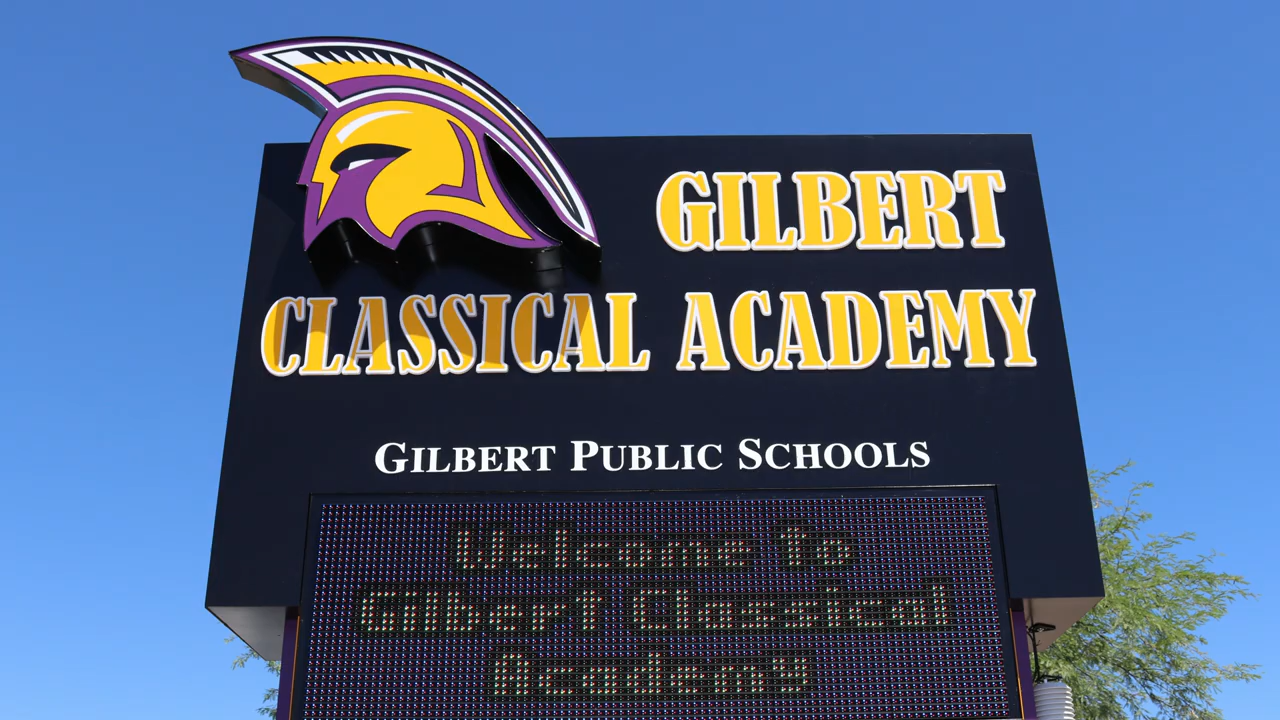 GILBERT
CLASSICAL ACADEMY
GILBERT PUBLIC SCHOOLS
Welcome to
Gilbert Classical
Academy